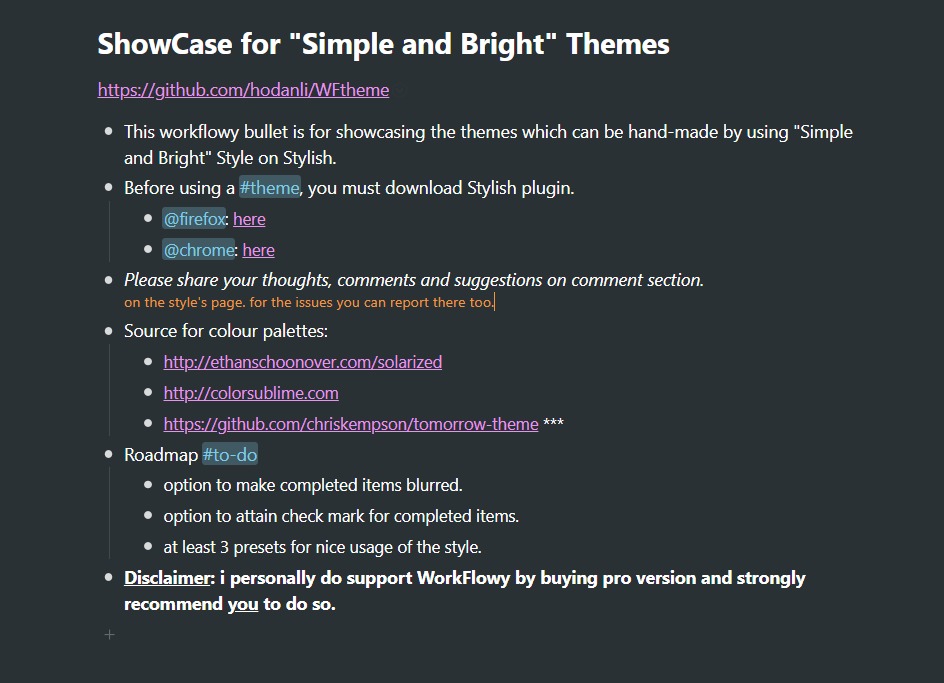 ShowCase for "Simple and Bright" Themes
https://github.com/hodanli/WFtheme
This workflowy bullet is for showcasing the themes which can be hand-made by using "Simple
and Bright" Style on Stylish.
Before using a #theme, you must download Stylish plugin.
@firefox: here
@chrome: here
Please share your thoughts, comments and suggestions on comment section.
on the style's page. for the issues you can report there too.
Source for colour palettes:
http://ethanschoonover.com/solarized
http://colorsublime.com
https://github.com/chriskempson/tomorrow-theme ***
Roadmap #to-do
option to make completed items blurred.
option to attain check mark for completed items.
at least 3 presets for nice usage of the style.
Disclaimer: i personally do support WorkFlowy by buying pro version and strongly
recommend you to do so.
+